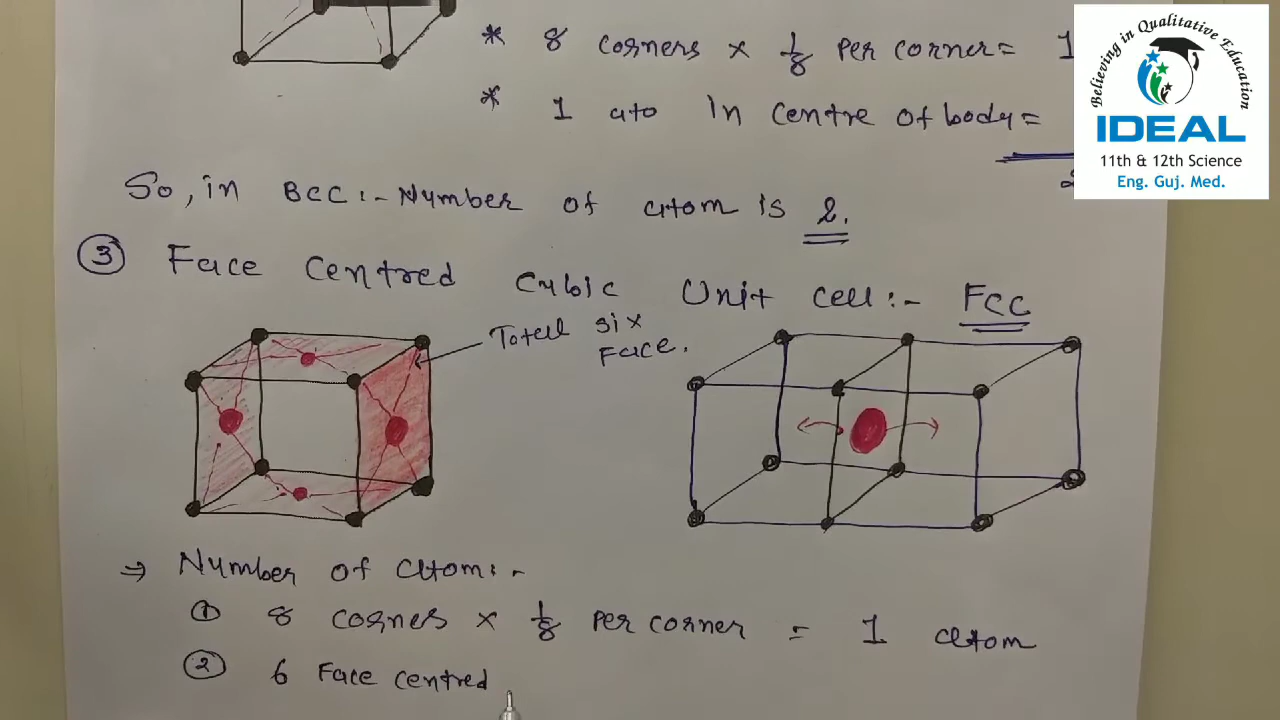 * 8 corners x 1/8 per corner = 1
* 1 ato in centre of body =
So, in BCC :- Number of atom is 2.
③ Face centred cubic Unit cell :- FCC
Total six
Face.
⇒ Number of atom :-
① 8 corners x 1/8 per corner = 1 atom
② 6 Face centred
Believing in Qualitative Education
IDEAL
11th & 12th Science
Eng. Guj. Med.